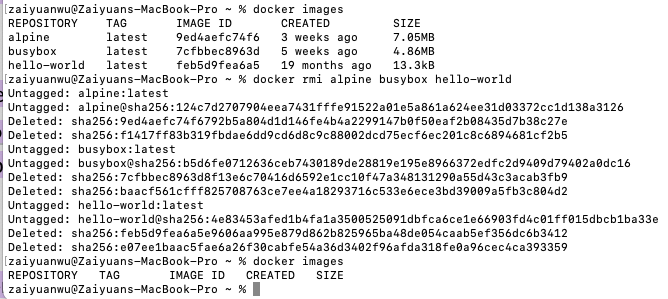 zaiyuanwu@Zaiyuans-MacBook-Pro ~ % docker images
REPOSITORY TAG IMAGE ID CREATED SIZE
alpine latest 9ed4aefc74f6 3 weeks ago 7.05MB
busybox latest 7cfbbec8963d 5 weeks ago 4.86MB
hello-world latest feb5d9fea6a5 19 months ago 13.3kB
zaiyuanwu@Zaiyuans-MacBook-Pro ~ % docker rmi alpine busybox hello-world
Untagged: alpine:latest
Untagged: alpine@sha256:124c7d2707904eea7431fffe91522a01e5a861a624ee31d03372cc1d138a3126
Deleted: sha256:9ed4aefc74f6792b5a804d1d146fe4b4a2299147b0f50eaf2b08435d7b38c27e
Deleted: sha256:f1417ff83b319fbdae6dd9cd6d8c9c88002dcd75ecf6ec201c8c6894681cf2b5
Untagged: busybox:latest
Untagged: busybox@sha256:b5d6fe0712636ceb7430189de28819e195e8966372edfc2d9409d79402a0dc16
Deleted: sha256:7cfbbec8963d8f13e6c70416d6592e1cc10f47a348131290a55d43c3acab3fb9
Deleted: sha256:baacf561cfff825708763ce7ee4a18293716c533e6ece3bd39009a5fb3c804d2
Untagged: hello-world:latest
Untagged: hello-world@sha256:4e83453afed1b4fa1a3500525091dbfca6ce1e66903fd4c01ff015dbcb1ba33e
Deleted: sha256:feb5d9fea6a5e9606aa995e879d862b825965ba48de054caab5ef356dc6b3412
Deleted: sha256:e07ee1baac5fae6a26f30cabfe54a36d3402f96afda318fe0a96cec4ca393359
zaiyuanwu@Zaiyuans-MacBook-Pro ~ % docker images
REPOSITORY TAG IMAGE ID CREATED SIZE
zaiyuanwu@Zaiyuans-MacBook-Pro ~ %